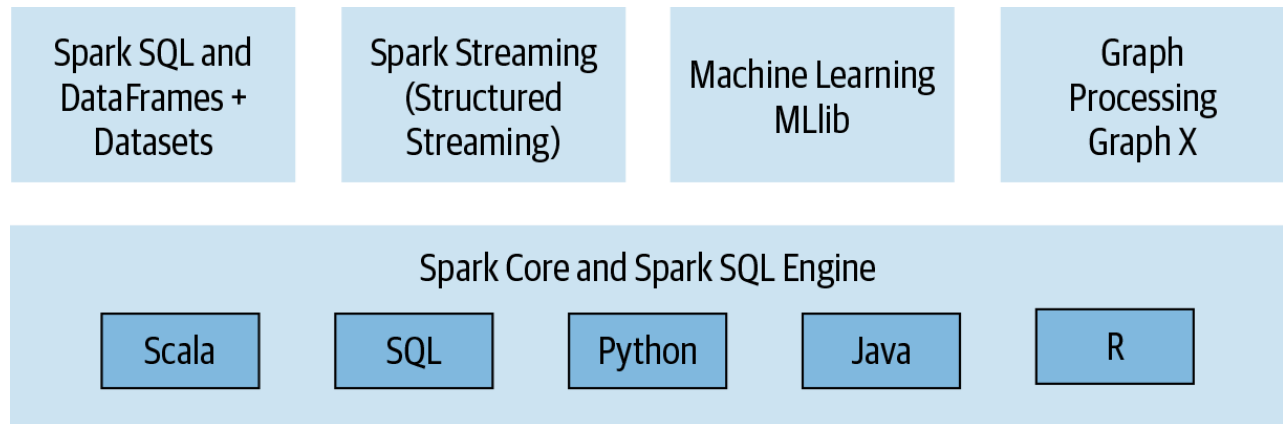 Spark SQL and
DataFrames +
Datasets
Spark Streaming
(Structured
Streaming)
Machine Learning
MLlib
Graph
Processing
Graph X
Spark Core and Spark SQL Engine
Scala
SQL
Python
Java
R